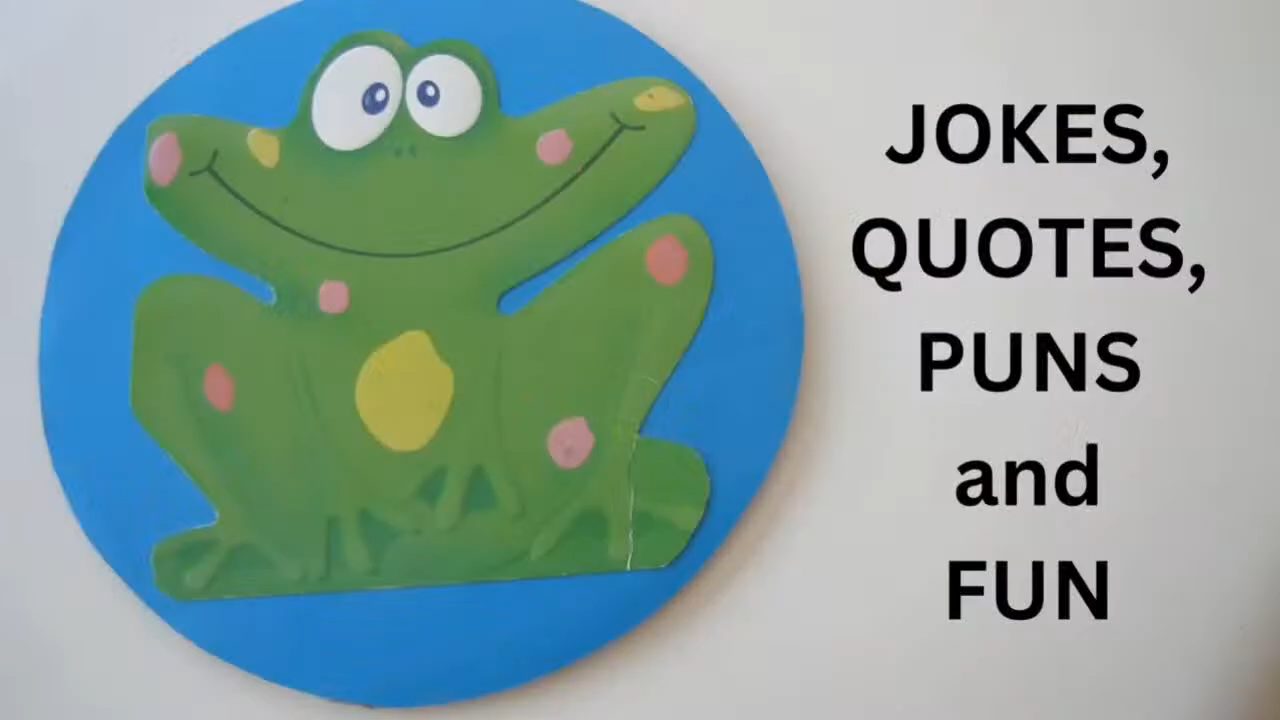 JOKES,
QUOTES,
PUNS
and
FUN